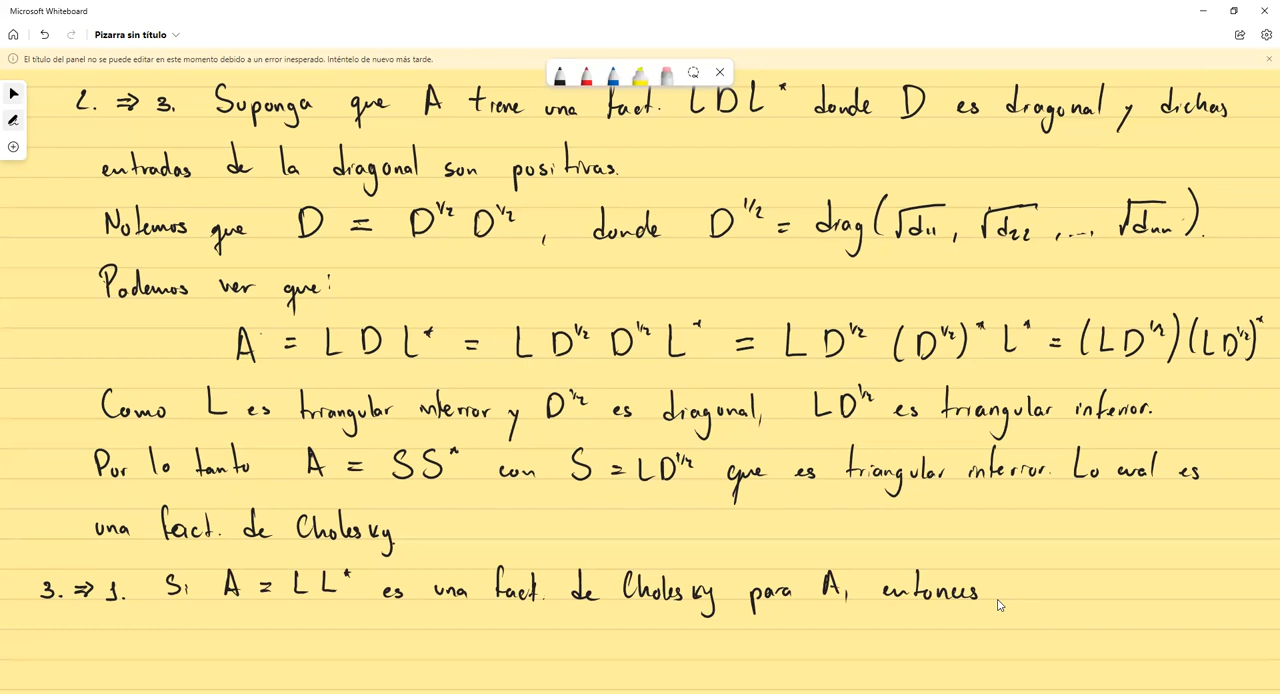 Microsoft Whiteboard
Pizarra sin título
El título del panel no se puede editar en este momento debido a un error inesperado. Inténtelo de nuevo más tarde.
2. ⇒ 3. Suponga que A tiene una fact. LDL* donde D es diagonal y dichas
entradas de la diagonal son positivas.
Notemos que D = D^{1/2} D^{1/2}, donde D^{1/2} = diag(√d₁₁, √d₂₂, ..., √dₙₙ).
Podemos ver que:
A = L D L* = L D^{1/2} D^{1/2} L* = L D^{1/2} (D^{1/2})* L* = (L D^{1/2})(L D^{1/2})*
Como L es triangular inferior y D^{1/2} es diagonal, LD^{1/2} es triangular inferior.
Por lo tanto A = SS* con S = LD^{1/2} que es triangular inferior. Lo cual es
una fact. de Cholesky.
3. ⇒ 1. Si A = LL* es una fact. de Cholesky para A, entonces